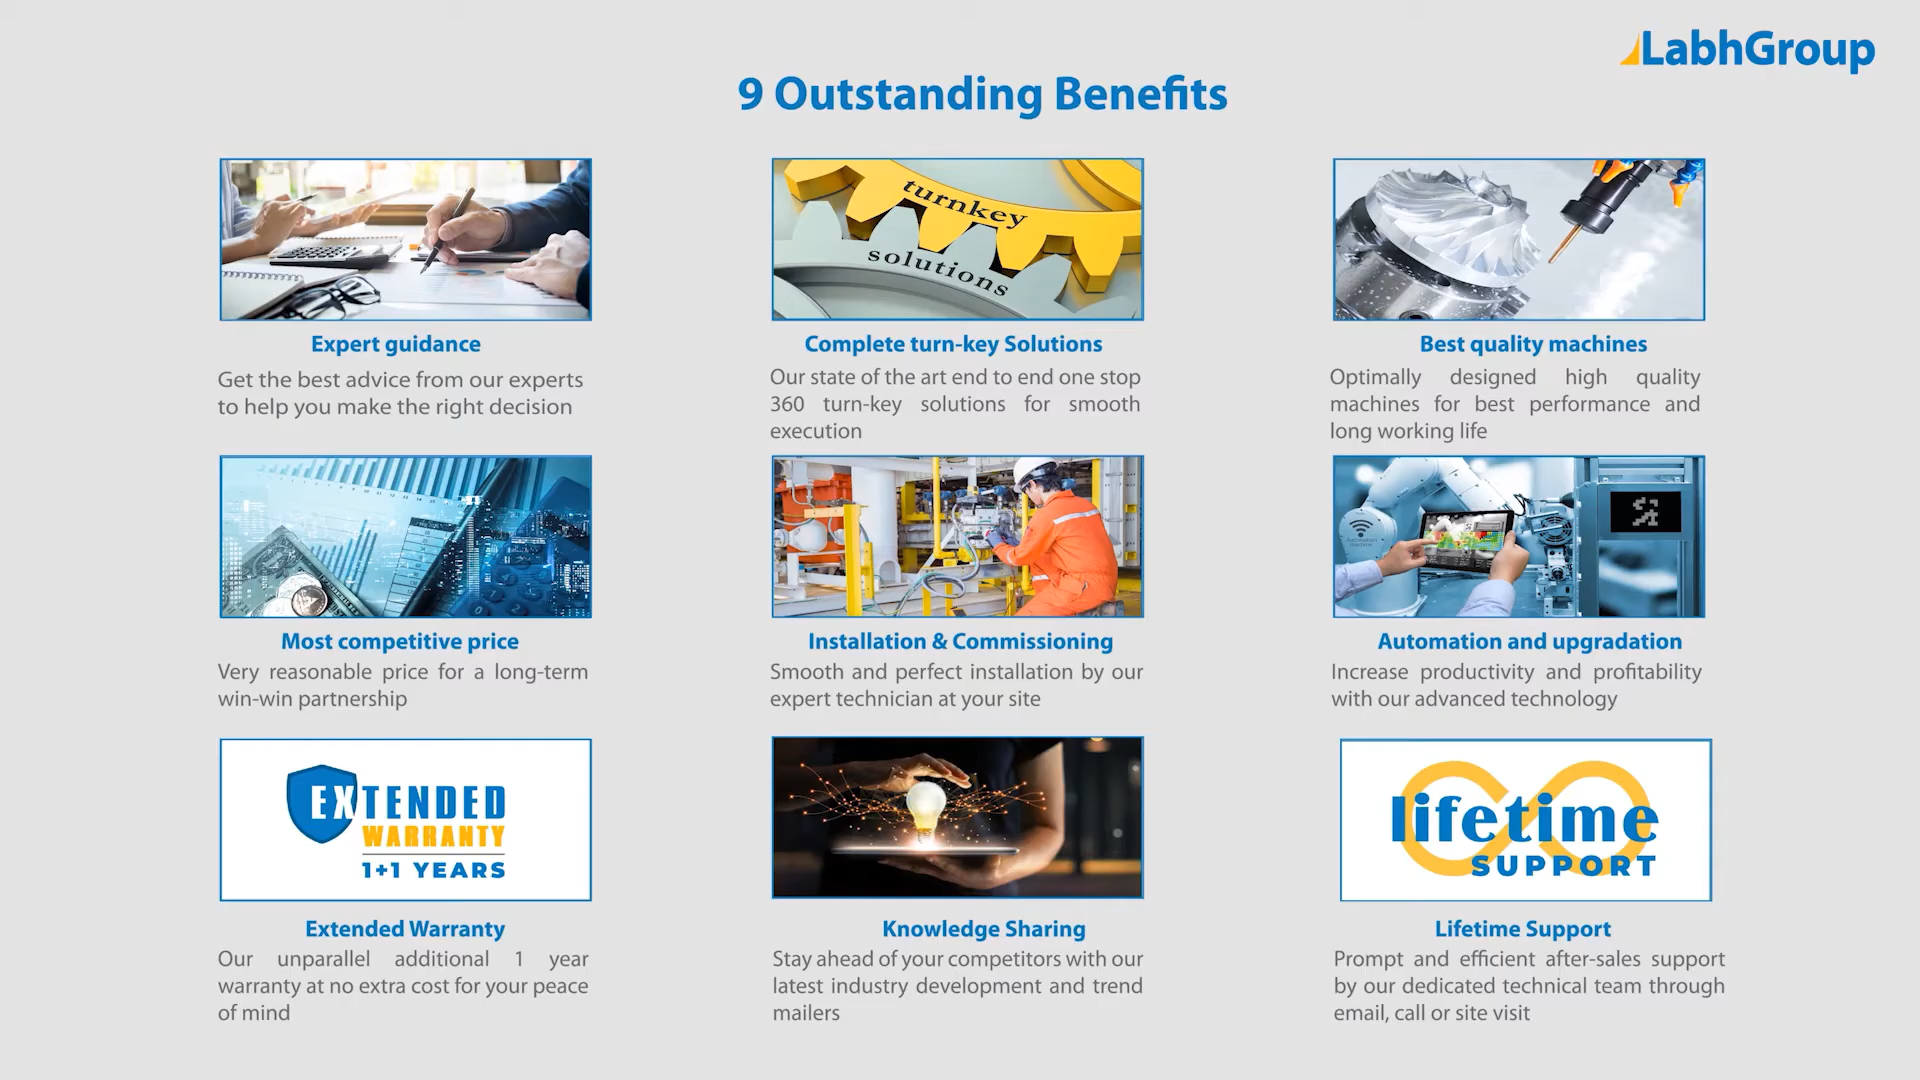 LabhGroup
9 Outstanding Benefits
turnkey
solutions
Expert guidance
Get the best advice from our experts
to help you make the right decision
Complete turn-key Solutions
Our state of the art end to end one stop
360 turn-key solutions for smooth
execution
Best quality machines
Optimally designed high quality
machines for best performance and
long working life
Automation
machine
Most competitive price
Very reasonable price for a long-term
win-win partnership
Installation & Commissioning
Smooth and perfect installation by our
expert technician at your site
Automation and upgradation
Increase productivity and profitability
with our advanced technology
EXTENDED
WARRANTY
1+1 YEARS
lifetime
SUPPORT
Extended Warranty
Our unparallel additional 1 year
warranty at no extra cost for your peace
of mind
Knowledge Sharing
Stay ahead of your competitors with our
latest industry development and trend
mailers
Lifetime Support
Prompt and efficient after-sales support
by our dedicated technical team through
email, call or site visit